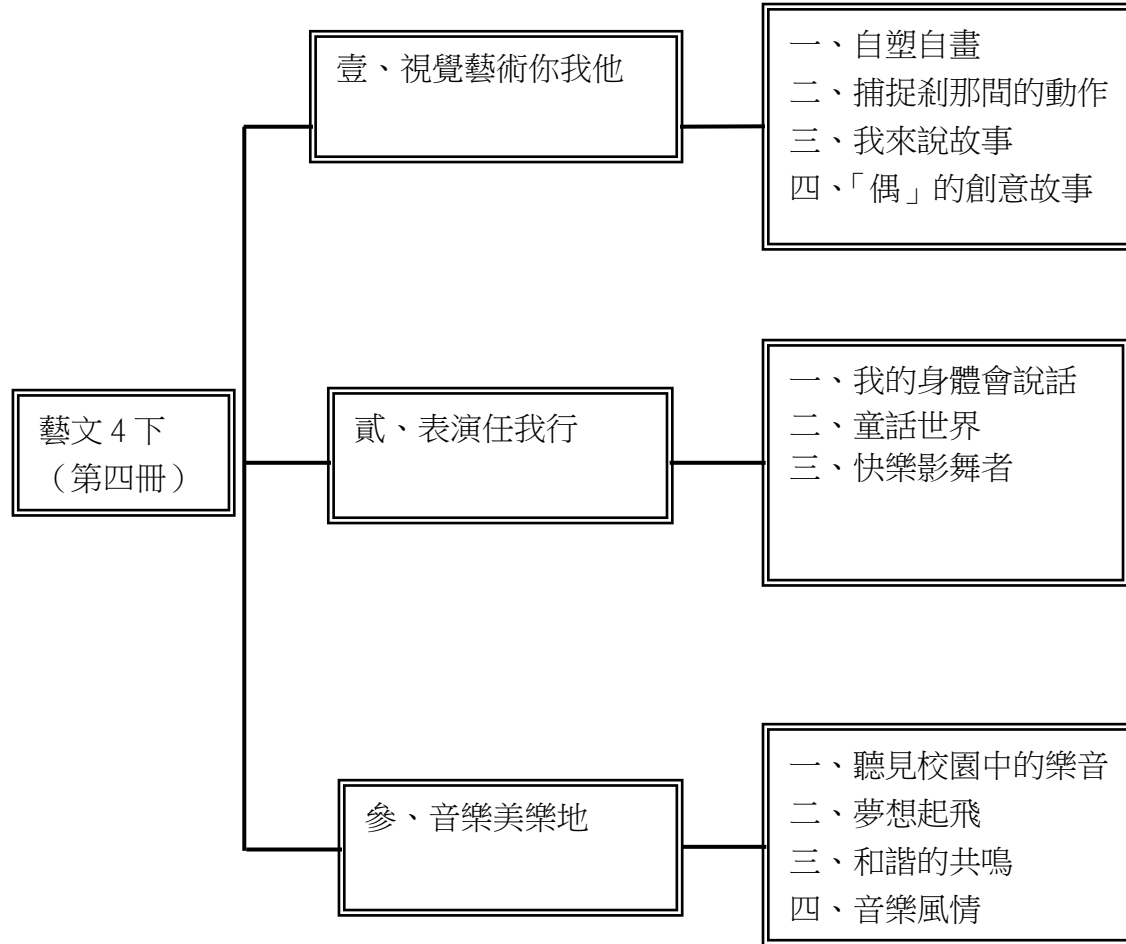 壹、視覺藝術你我他
一、自塑自畫
二、捕捉剎那間的動作
三、我來說故事
四、「偶」的創意故事
藝文 4 下
（第四冊）
貳、表演任我行
一、我的身體會說話
二、童話世界
三、快樂影舞者
參、音樂美樂地
一、聽見校園中的樂音
二、夢想起飛
三、和諧的共鳴
四、音樂風情